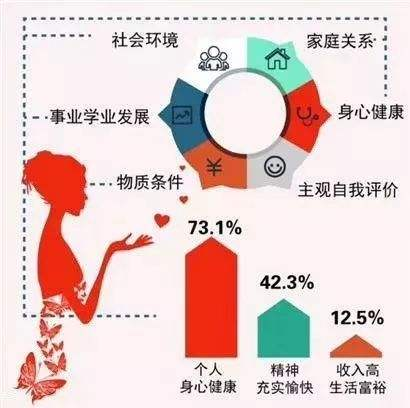 社会环境
家庭关系
事业学业发展
身心健康
物质条件
¥
主观自我评价
73.1%
42.3%
12.5%
个人
身心健康
精神
充实愉快
收入高
生活富裕